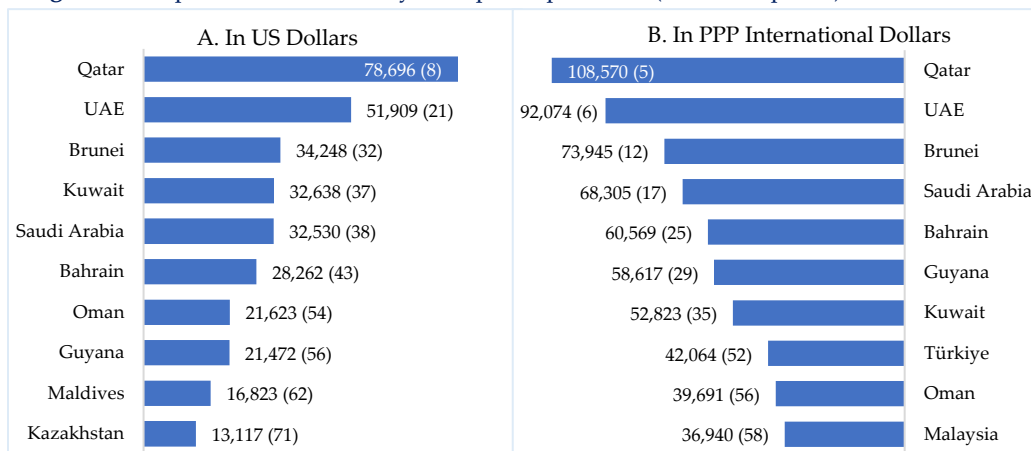 A. In US Dollars
Qatar 78,696 (8)
UAE 51,909 (21)
Brunei 34,248 (32)
Kuwait 32,638 (37)
Saudi Arabia 32,530 (38)
Bahrain 28,262 (43)
Oman 21,623 (54)
Guyana 21,472 (56)
Maldives 16,823 (62)
Kazakhstan 13,117 (71)
B. In PPP International Dollars
108,570 (5) Qatar
92,074 (6) UAE
73,945 (12) Brunei
68,305 (17) Saudi Arabia
60,569 (25) Bahrain
58,617 (29) Guyana
52,823 (35) Kuwait
42,064 (52) Türkiye
39,691 (56) Oman
36,940 (58) Malaysia